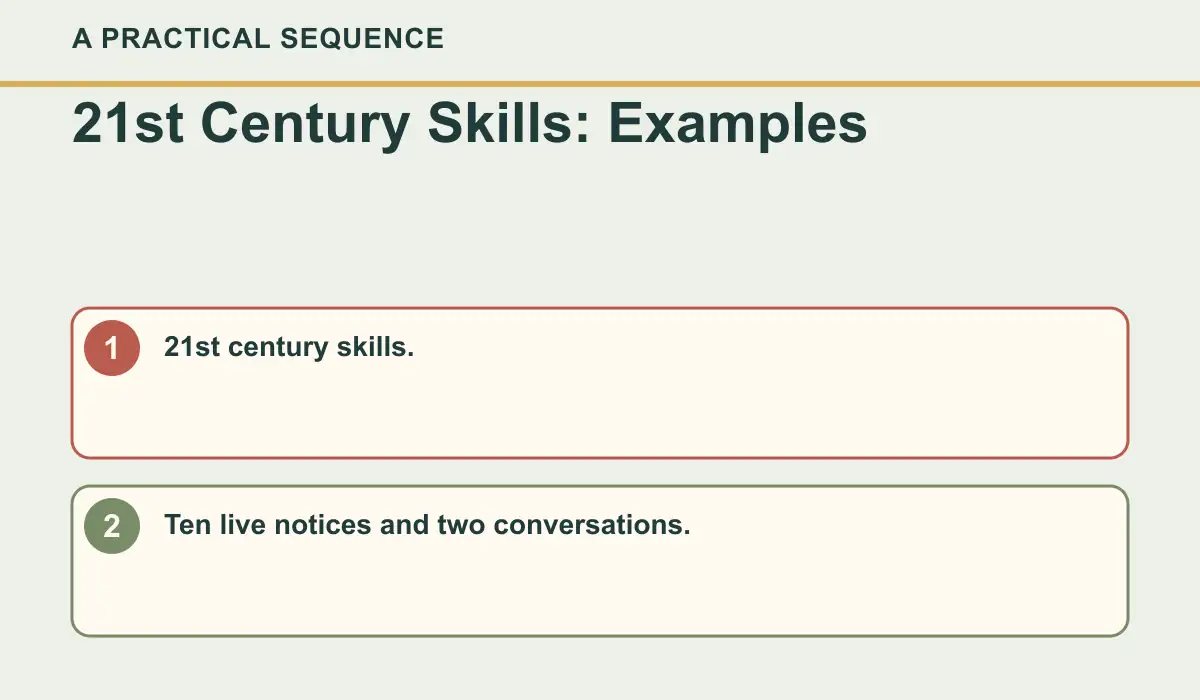 A PRACTICAL SEQUENCE
21st Century Skills: Examples
1
21st century skills.
2
Ten live notices and two conversations.